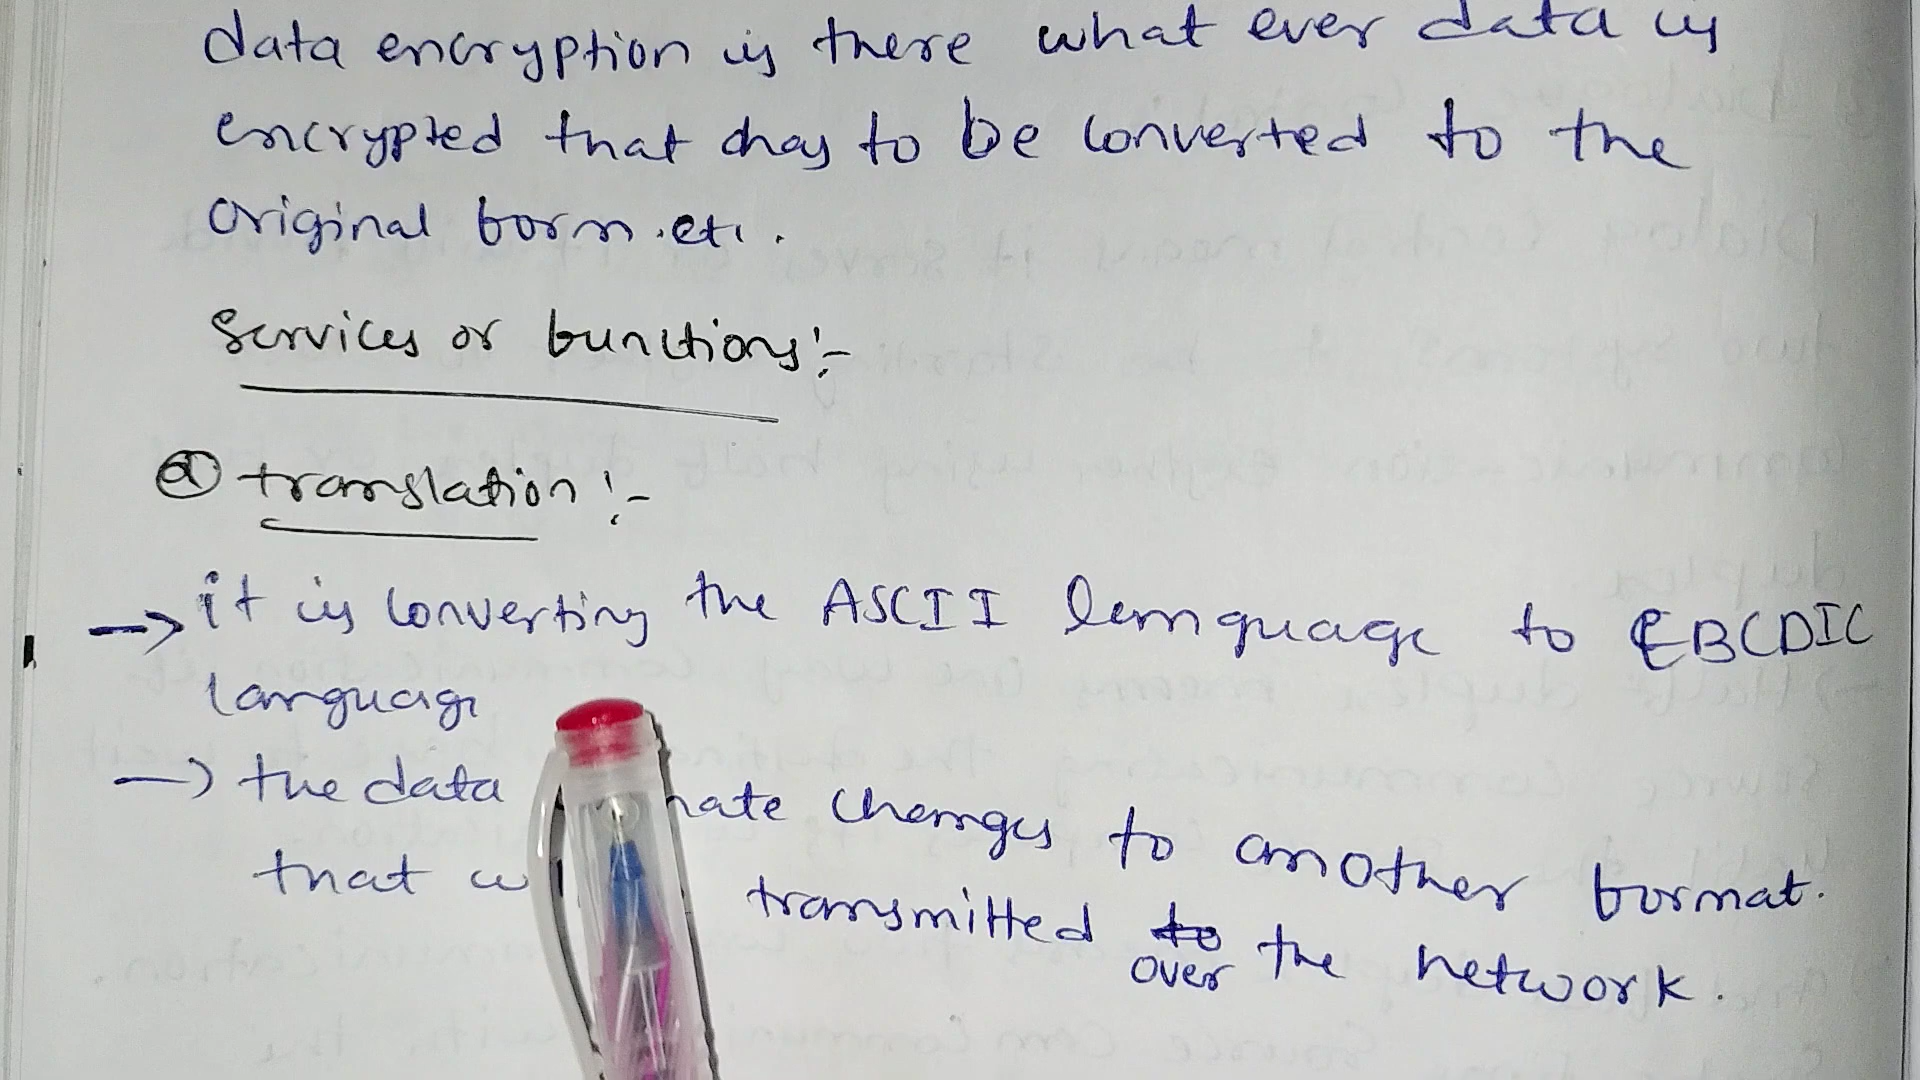 data encryption is there what ever data is
encrypted that has to be converted to the
original form.etc.
Services or functions:-
ⓐ translation:-
→ it is converting the ASCII language to EBCDIC
language
→ the data changes to another format.
that transmitted to over the network.